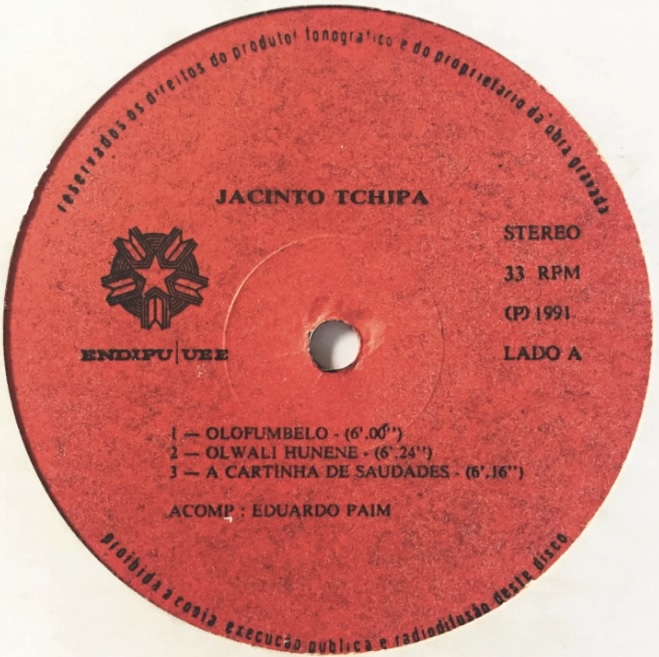 reservados os direitos do produtor fonografico e do proprietario da obra gravada
JACINTO TCHIPA
STEREO
33 RPM
(P) 1991
LADO A
ENDIPU|UEE
1 — OLOFUMBELO - (6'.00")
2 — OLWALI HUNENE - (6'.24")
3 — A CARTINHA DE SAUDADES - (6'.16")
ACOMP : EDUARDO PAIM
proibida a copia execução publica e radiodifusão deste disco